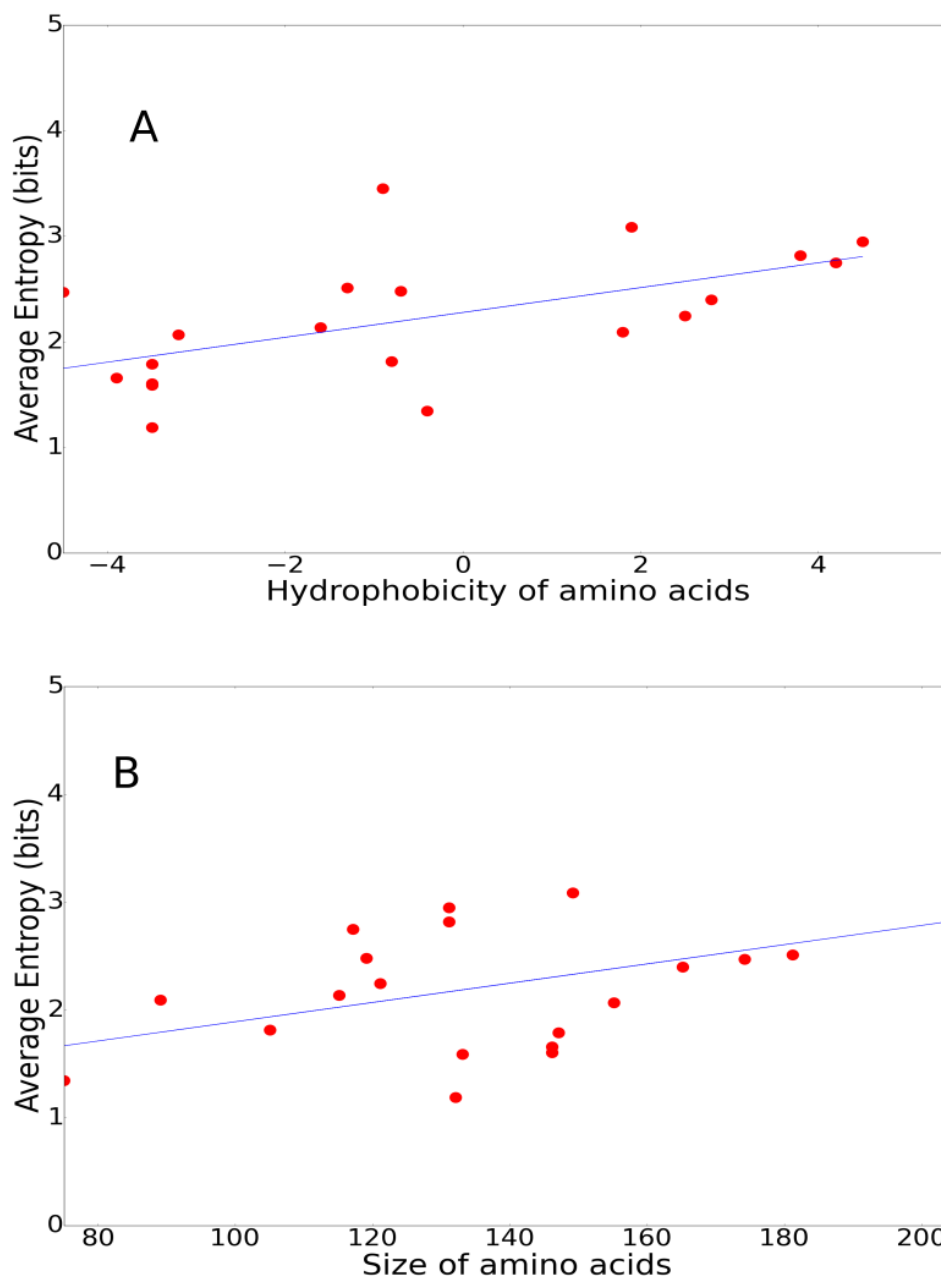 5
4
3
2
1
0
Average Entropy (bits)
A
−4 −2 0 2 4
Hydrophobicity of amino acids
5
4
3
2
1
0
Average Entropy (bits)
B
80 100 120 140 160 180 200
Size of amino acids